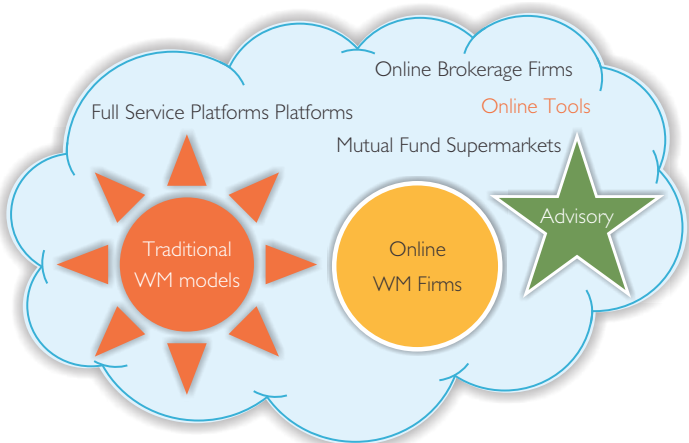 Online Brokerage Firms
Full Service Platforms Platforms
Online Tools
Mutual Fund Supermarkets
Traditional
WM models
Online
WM Firms
Advisory